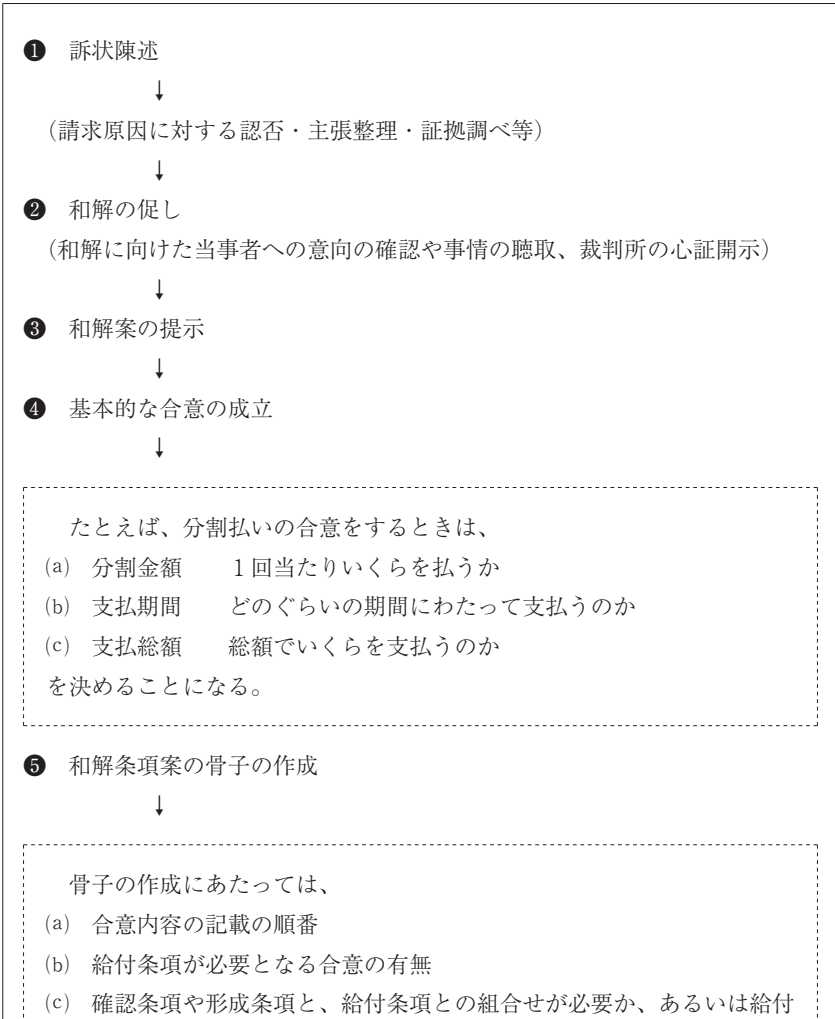 ❶ 訴状陳述
↓
（請求原因に対する認否・主張整理・証拠調べ等）
↓
❷ 和解の促し
（和解に向けた当事者への意向の確認や事情の聴取、裁判所の心証開示）
↓
❸ 和解案の提示
↓
❹ 基本的な合意の成立
↓
たとえば、分割払いの合意をするときは、
(a) 分割金額　１回当たりいくらを払うか
(b) 支払期間　どのぐらいの期間にわたって支払うのか
(c) 支払総額　総額でいくらを支払うのか
を決めることになる。
❺ 和解条項案の骨子の作成
↓
骨子の作成にあたっては、
(a) 合意内容の記載の順番
(b) 給付条項が必要となる合意の有無
(c) 確認条項や形成条項と、給付条項との組合せが必要か、あるいは給付